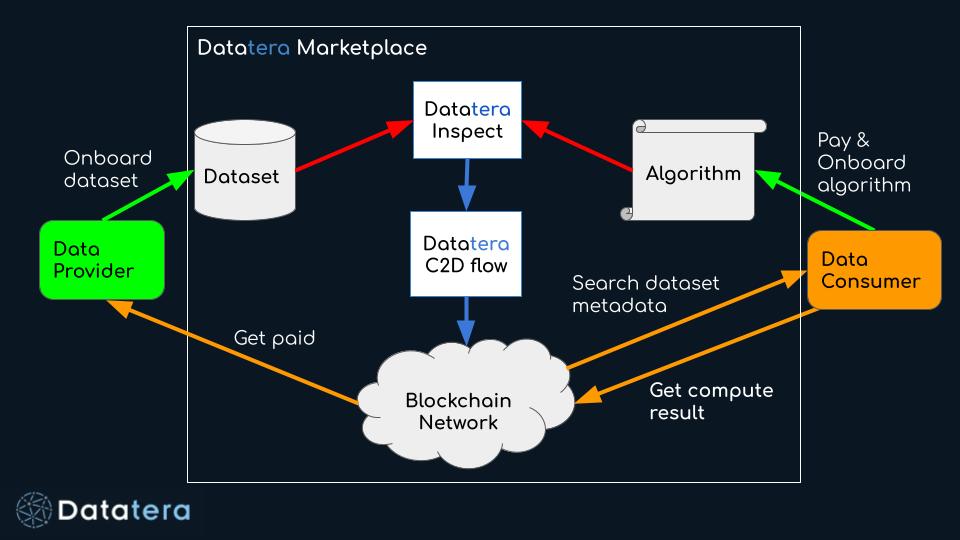 Datatera Marketplace
Datatera
Inspect
Onboard
dataset
Dataset
Algorithm
Pay &
Onboard
algorithm
Data
Provider
Datatera
C2D flow
Data
Consumer
Search dataset
metadata
Get paid
Blockchain
Network
Get compute
result
Datatera